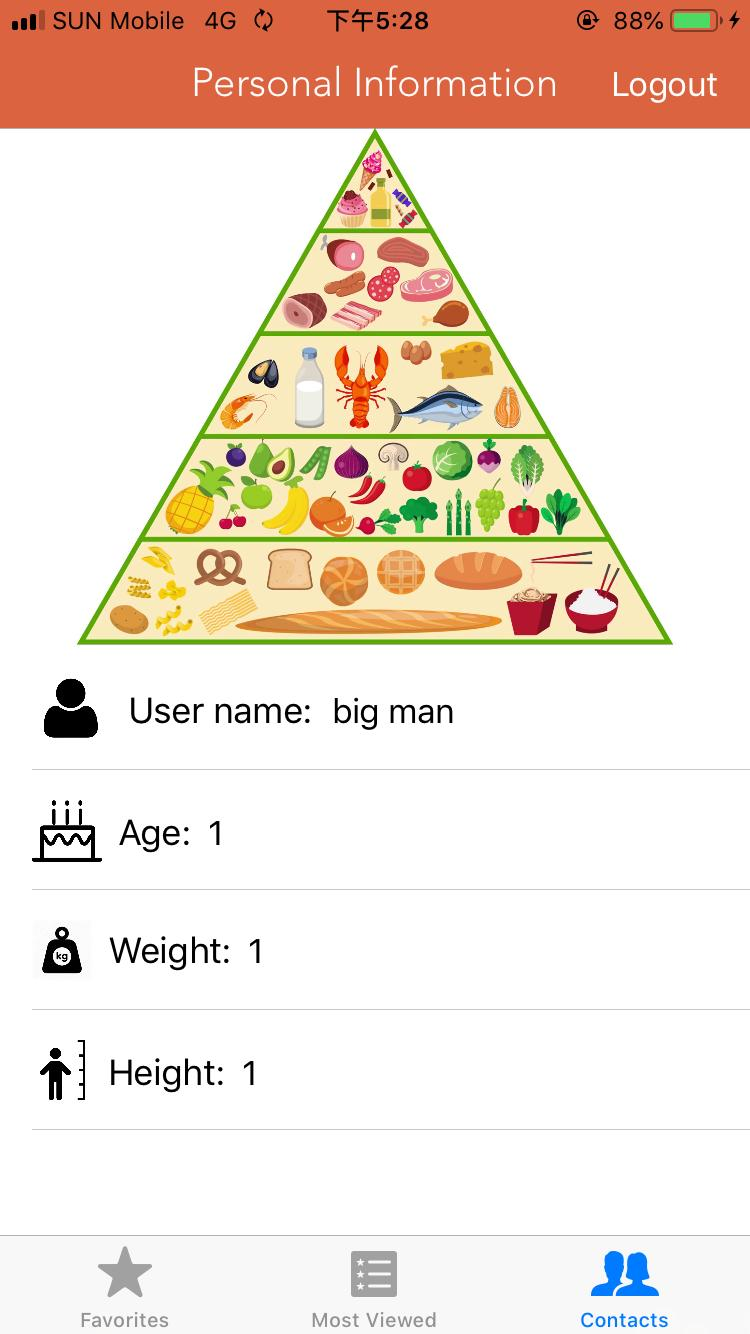 SUN Mobile 4G 下午5:28 88%
Personal Information Logout
User name: big man
Age: 1
kg
Weight: 1
Height: 1
Favorites Most Viewed Contacts